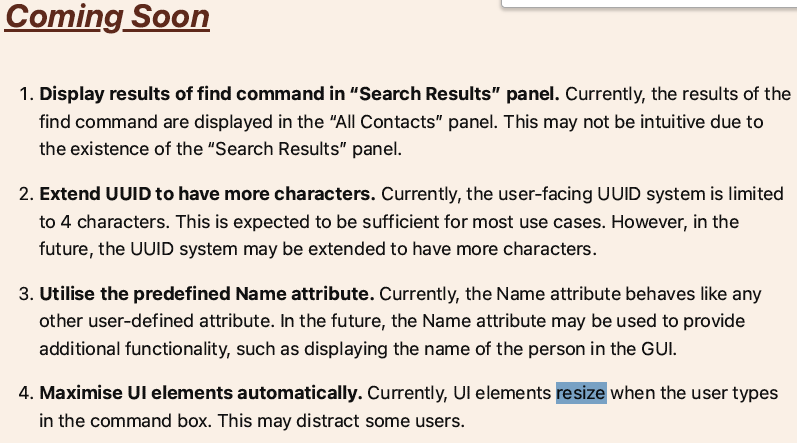 Coming Soon
1. Display results of find command in “Search Results” panel. Currently, the results of the
find command are displayed in the “All Contacts” panel. This may not be intuitive due to
the existence of the “Search Results” panel.
2. Extend UUID to have more characters. Currently, the user-facing UUID system is limited
to 4 characters. This is expected to be sufficient for most use cases. However, in the
future, the UUID system may be extended to have more characters.
3. Utilise the predefined Name attribute. Currently, the Name attribute behaves like any
other user-defined attribute. In the future, the Name attribute may be used to provide
additional functionality, such as displaying the name of the person in the GUI.
4. Maximise UI elements automatically. Currently, UI elements resize when the user types
in the command box. This may distract some users.